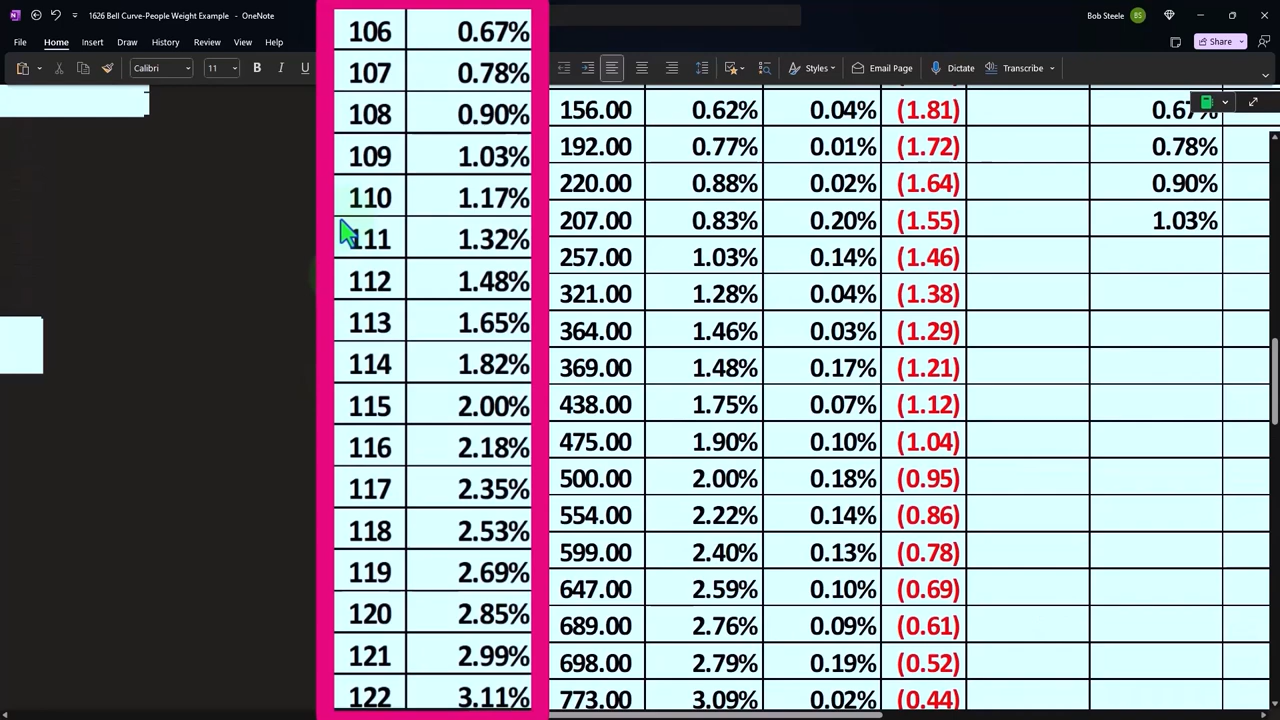 1626 Bell Curve-People Weight Example - OneNote
Bob Steele
BS
File Home Insert Draw History Review View Help
Share
Calibri 11 B I U
Styles Email Page Dictate Transcribe
106 0.67%
107 0.78% 156.00 0.62% 0.04% (1.81) 0.67%
108 0.90% 192.00 0.77% 0.01% (1.72) 0.78%
109 1.03% 220.00 0.88% 0.02% (1.64) 0.90%
110 1.17% 207.00 0.83% 0.20% (1.55) 1.03%
111 1.32% 257.00 1.03% 0.14% (1.46)
112 1.48% 321.00 1.28% 0.04% (1.38)
113 1.65% 364.00 1.46% 0.03% (1.29)
114 1.82% 369.00 1.48% 0.17% (1.21)
115 2.00% 438.00 1.75% 0.07% (1.12)
116 2.18% 475.00 1.90% 0.10% (1.04)
117 2.35% 500.00 2.00% 0.18% (0.95)
118 2.53% 554.00 2.22% 0.14% (0.86)
119 2.69% 599.00 2.40% 0.13% (0.78)
120 2.85% 647.00 2.59% 0.10% (0.69)
689.00 2.76% 0.09% (0.61)
121 2.99% 698.00 2.79% 0.19% (0.52)
122 3.11% 773.00 3.09% 0.02% (0.44)